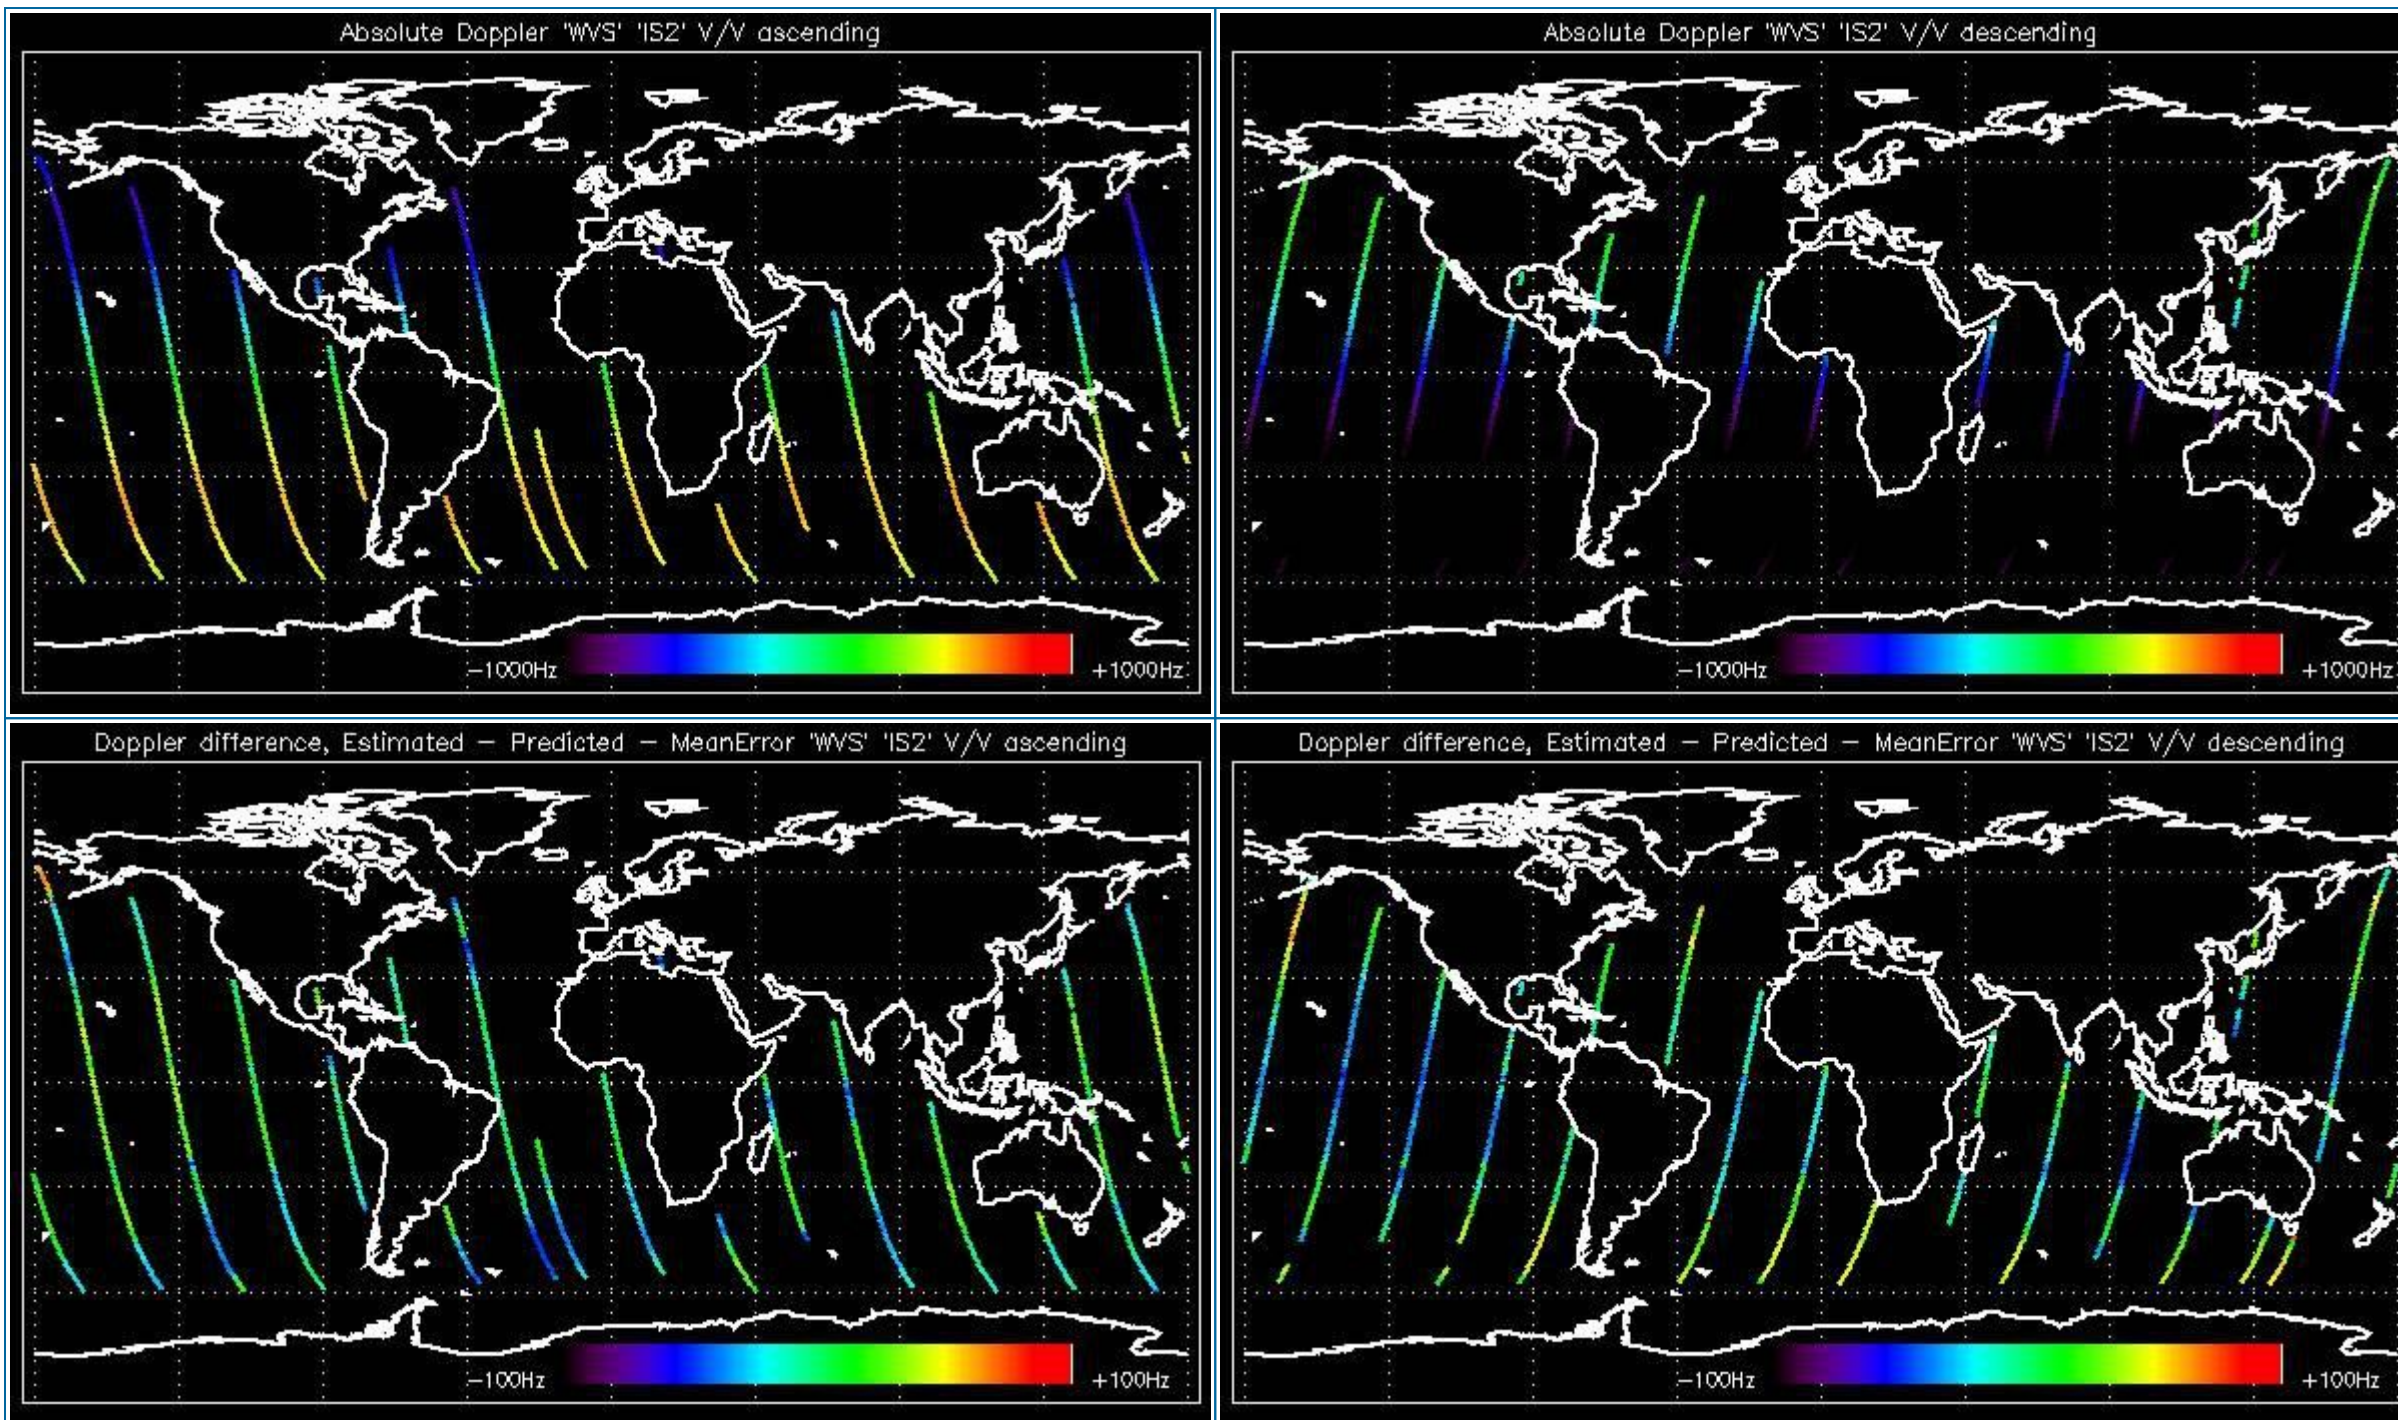 Absolute Doppler 'WVS' 'IS2' V/V ascending
-1000Hz
+1000Hz
Absolute Doppler 'WVS' 'IS2' V/V descending
-1000Hz
+1000Hz
Doppler difference, Estimated - Predicted - MeanError 'WVS' 'IS2' V/V ascending
-100Hz
+100Hz
Doppler difference, Estimated - Predicted - MeanError 'WVS' 'IS2' V/V descending
-100Hz
+100Hz